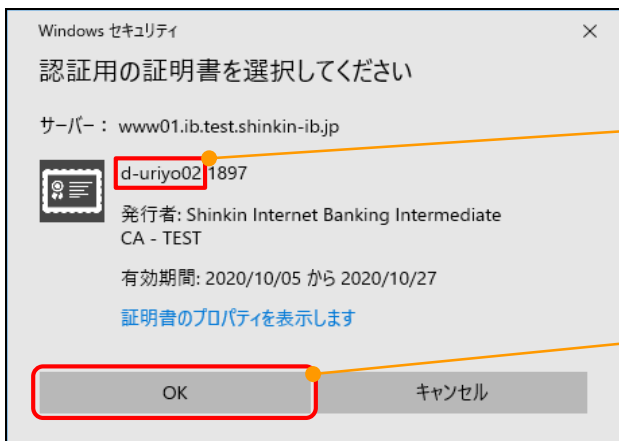 Windows セキュリティ
認証用の証明書を選択してください
サーバー： www01.ib.test.shinkin-ib.jp
d-uriyo02 1897
発行者: Shinkin Internet Banking Intermediate
CA - TEST
有効期間: 2020/10/05 から 2020/10/27
証明書のプロパティを表示します
OK
キャンセル